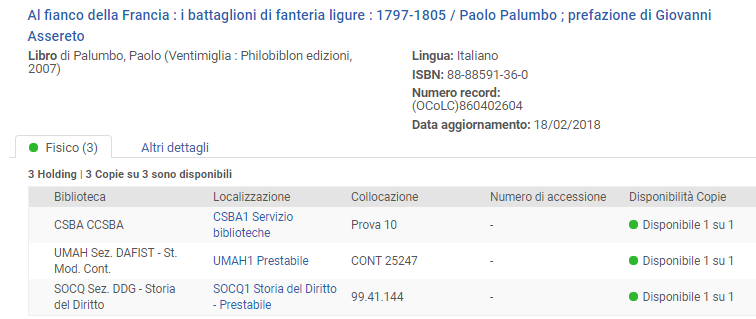 Al fianco della Francia : i battaglioni di fanteria ligure : 1797-1805 / Paolo Palumbo ; prefazione di Giovanni
Assereto
Libro di Palumbo, Paolo (Ventimiglia : Philobiblon edizioni,
2007)
Lingua: Italiano
ISBN: 88-88591-36-0
Numero record:
(OCoLC)860402604
Data aggiornamento: 18/02/2018
Fisico (3) Altri dettagli
3 Holding | 3 Copie su 3 sono disponibili
Biblioteca Localizzazione Collocazione Numero di accessione Disponibilità Copie
CSBA CCSBA CSBA1 Servizio biblioteche Prova 10 - Disponibile 1 su 1
UMAH Sez. DAFIST - St. Mod. Cont. UMAH1 Prestabile CONT 25247 - Disponibile 1 su 1
SOCQ Sez. DDG - Storia del Diritto SOCQ1 Storia del Diritto - Prestabile 99.41.144 - Disponibile 1 su 1